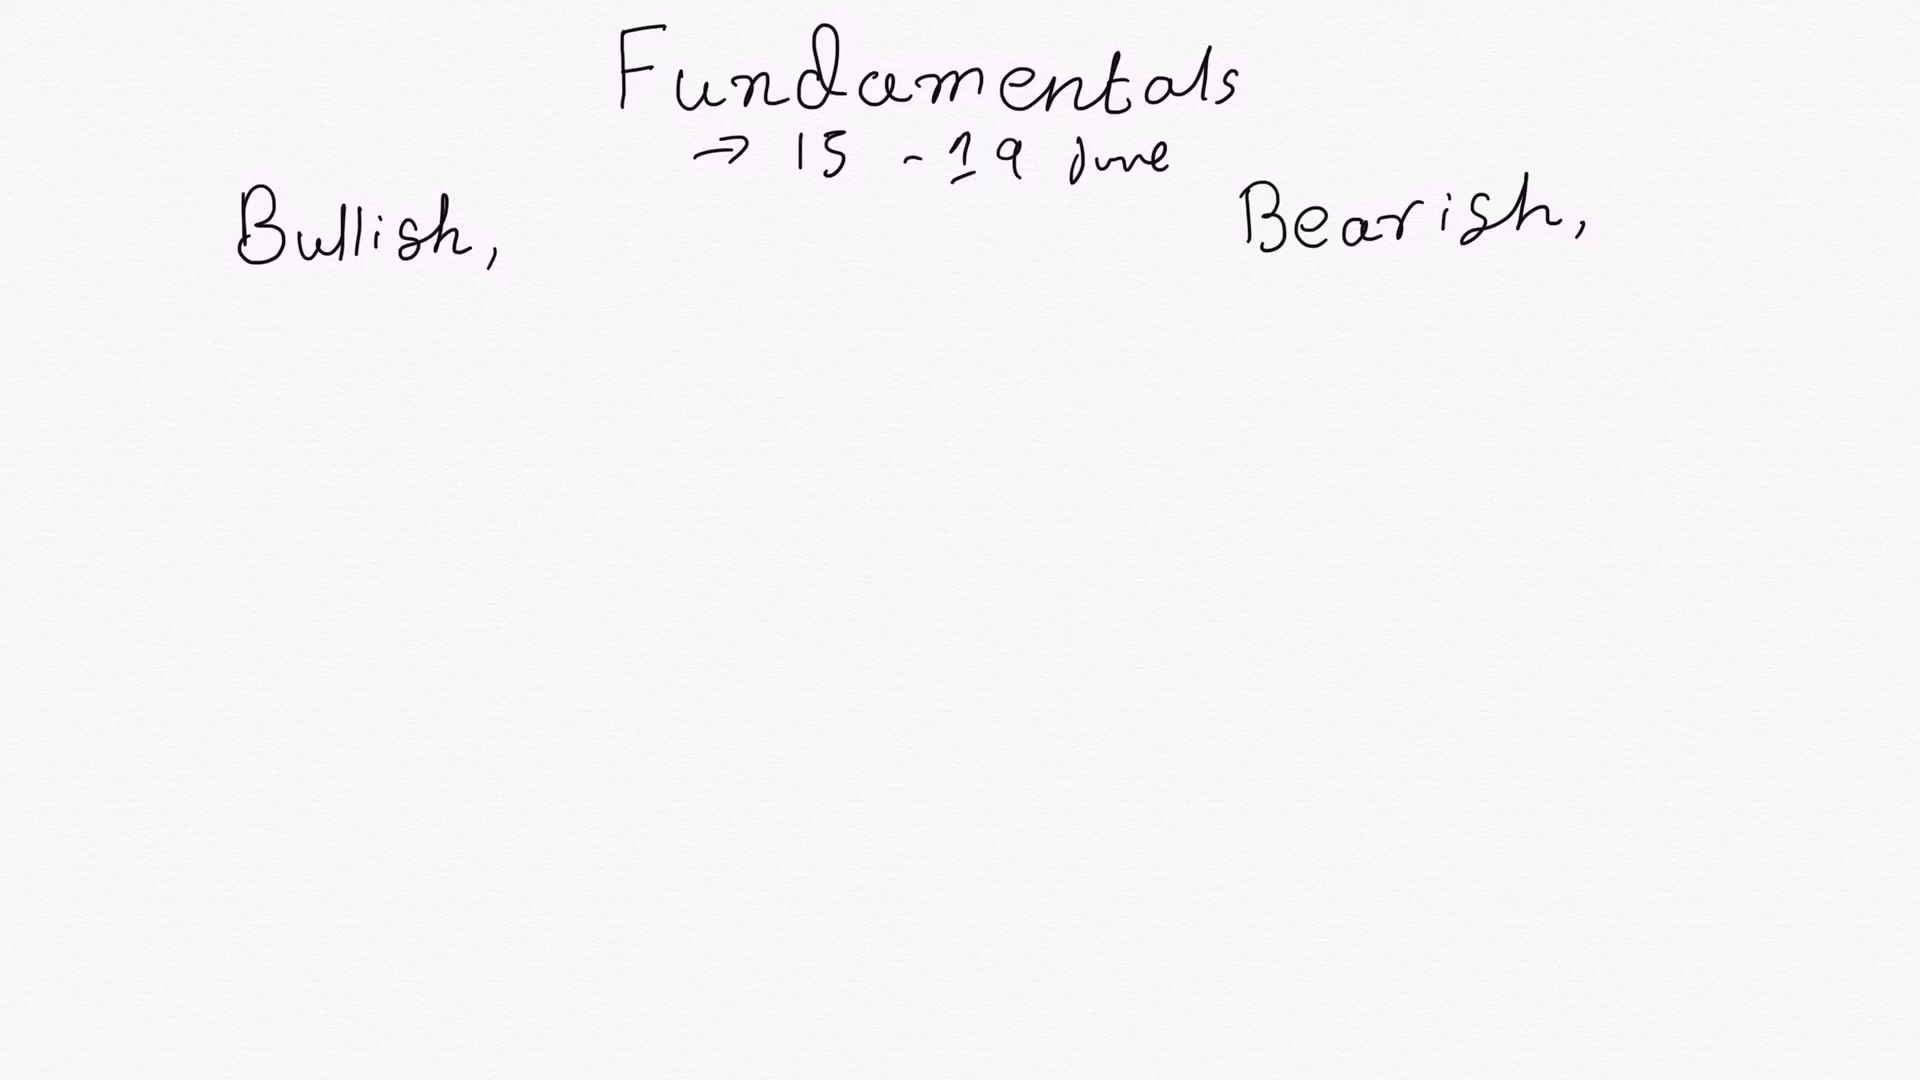 Fundamentals
→ 15 - 19 June
Bullish,
Bearish,